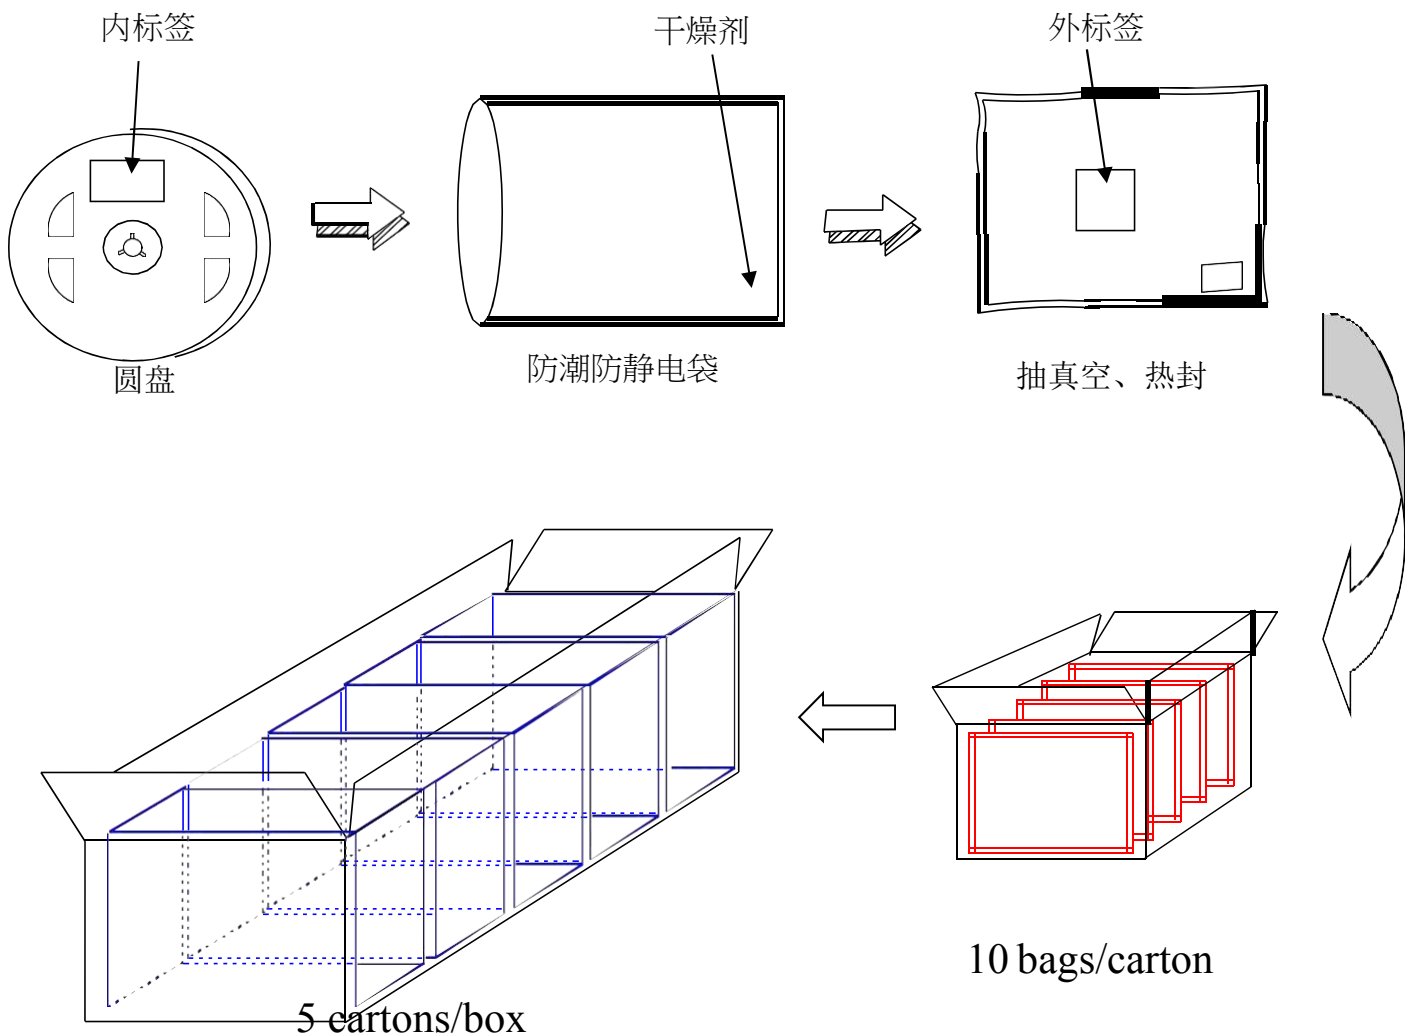 内标签
干燥剂
外标签
圆盘
防潮防静电袋
抽真空、热封
10 bags/carton
5 cartons/box